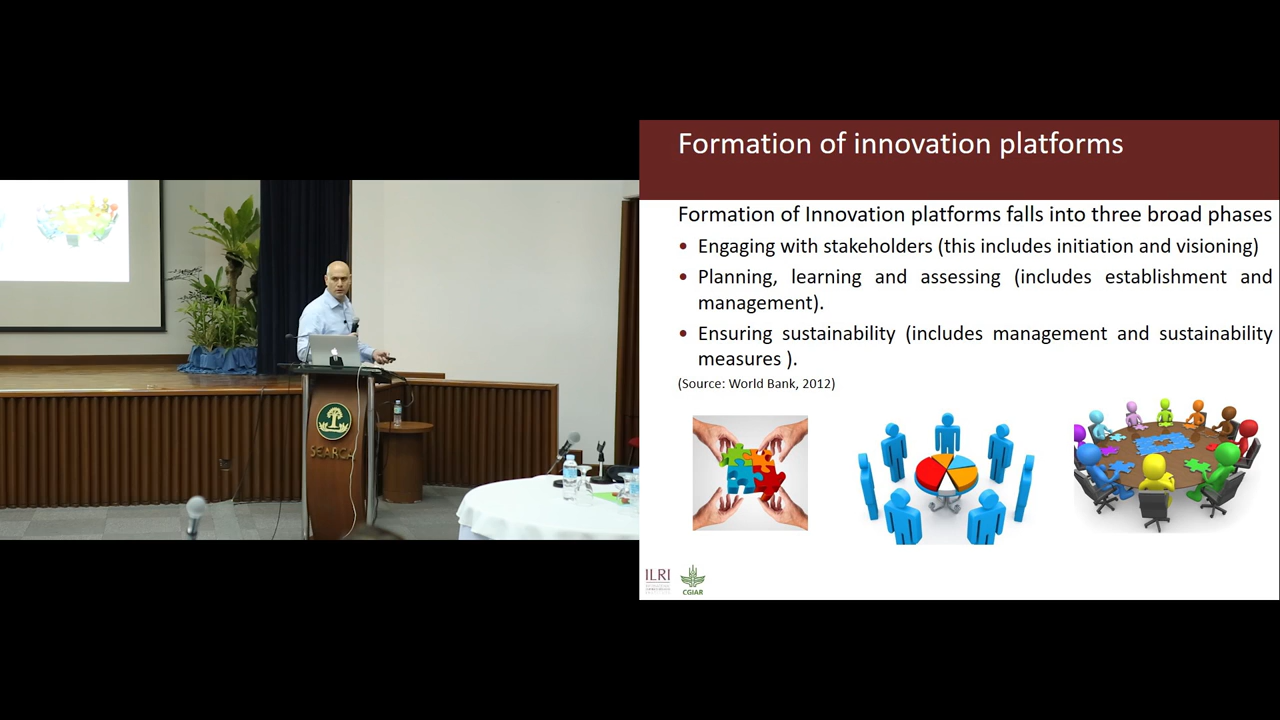 SEARCA
Formation of innovation platforms
Formation of Innovation platforms falls into three broad phases
• Engaging with stakeholders (this includes initiation and visioning)
• Planning, learning and assessing (includes establishment and
management).
• Ensuring sustainability (includes management and sustainability
measures ).
(Source: World Bank, 2012)
ILRI
CGIAR